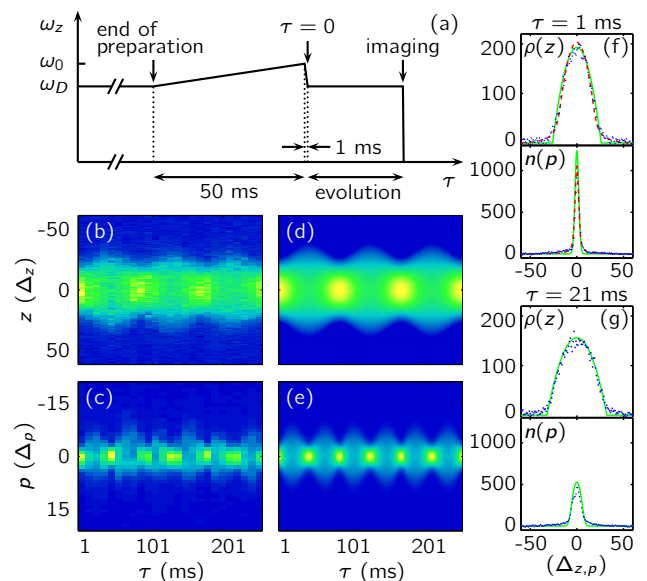 ω_z
end of
preparation
τ = 0
(a)
imaging
ω_0
ω_D
1 ms
50 ms
evolution
τ
τ = 1 ms
200
ρ(z)
(f)
100
0
n(p)
1000
500
0
-50
0
50
τ = 21 ms
200
ρ(z)
(g)
100
0
n(p)
1000
500
0
-50
0
50
(Δ_{z,p})
-50
(b)
(d)
z (Δ_z)
0
50
-15
(c)
(e)
p (Δ_p)
0
15
1
101
201
1
101
201
τ (ms)
τ (ms)